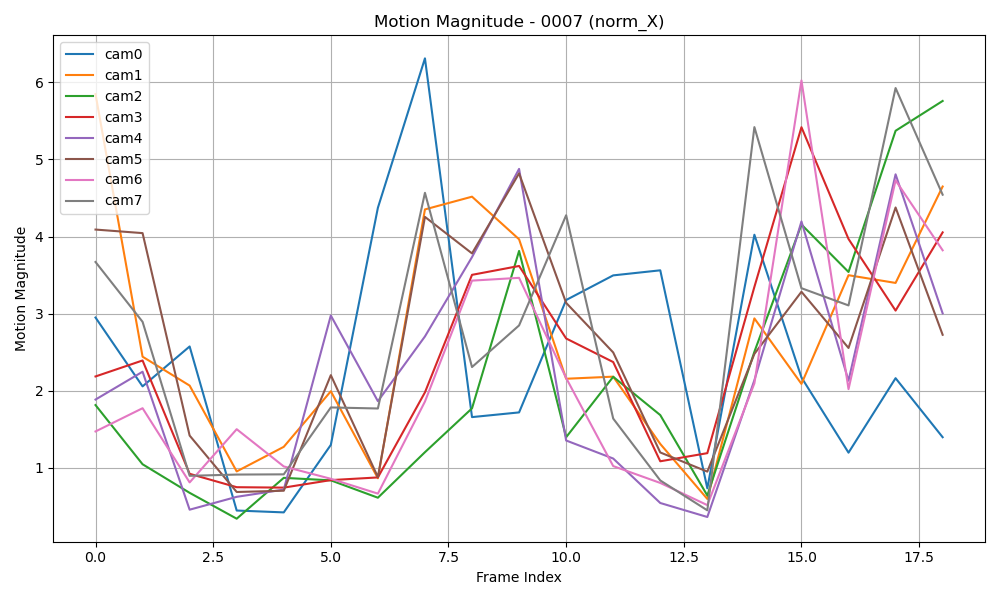 Motion Magnitude - 0007 (norm_X)
cam0
cam1
cam2
cam3
cam4
cam5
cam6
cam7
Motion Magnitude
6
5
4
3
2
1
0.0 2.5 5.0 7.5 10.0 12.5 15.0 17.5
Frame Index